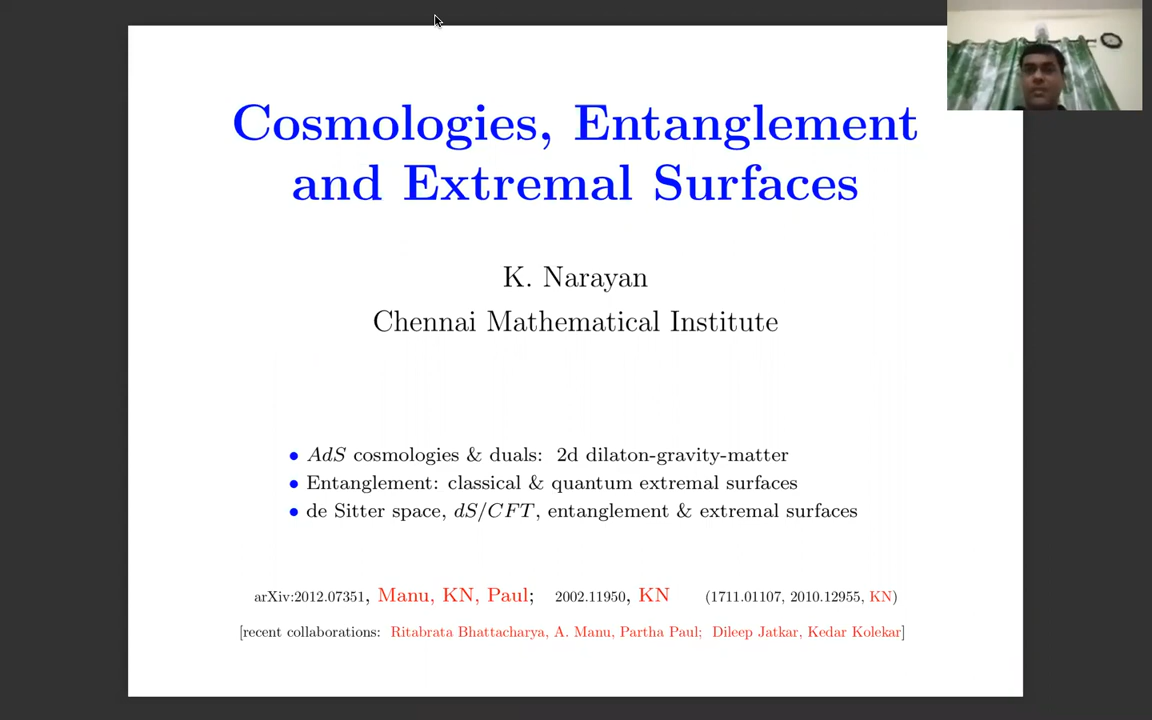 Cosmologies, Entanglement
and Extremal Surfaces
K. Narayan
Chennai Mathematical Institute
• AdS cosmologies & duals: 2d dilaton-gravity-matter
• Entanglement: classical & quantum extremal surfaces
• de Sitter space, dS/CFT, entanglement & extremal surfaces
arXiv:2012.07351, Manu, KN, Paul; 2002.11950, KN (1711.01107, 2010.12955, KN)
[recent collaborations: Ritabrata Bhattacharya, A. Manu, Partha Paul; Dileep Jatkar, Kedar Kolekar]